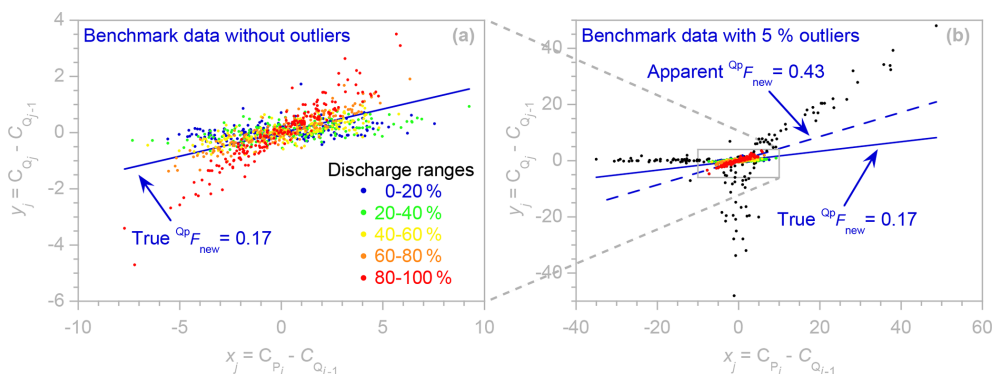 Benchmark data without outliers
(a)
4
2
0
-2
-4
-6
-10
-5
0
5
10
Discharge ranges
0-20 %
20-40 %
40-60 %
60-80 %
80-100 %
True QpFnew = 0.17
yj = CQj - CQj-1
xj = CPj - CQj-1
Benchmark data with 5 % outliers
(b)
Apparent QpFnew = 0.43
True QpFnew = 0.17
40
20
0
-20
-40
-40
-20
0
20
40
60
yj = CQj - CQj-1
xj = CPj - CQj-1